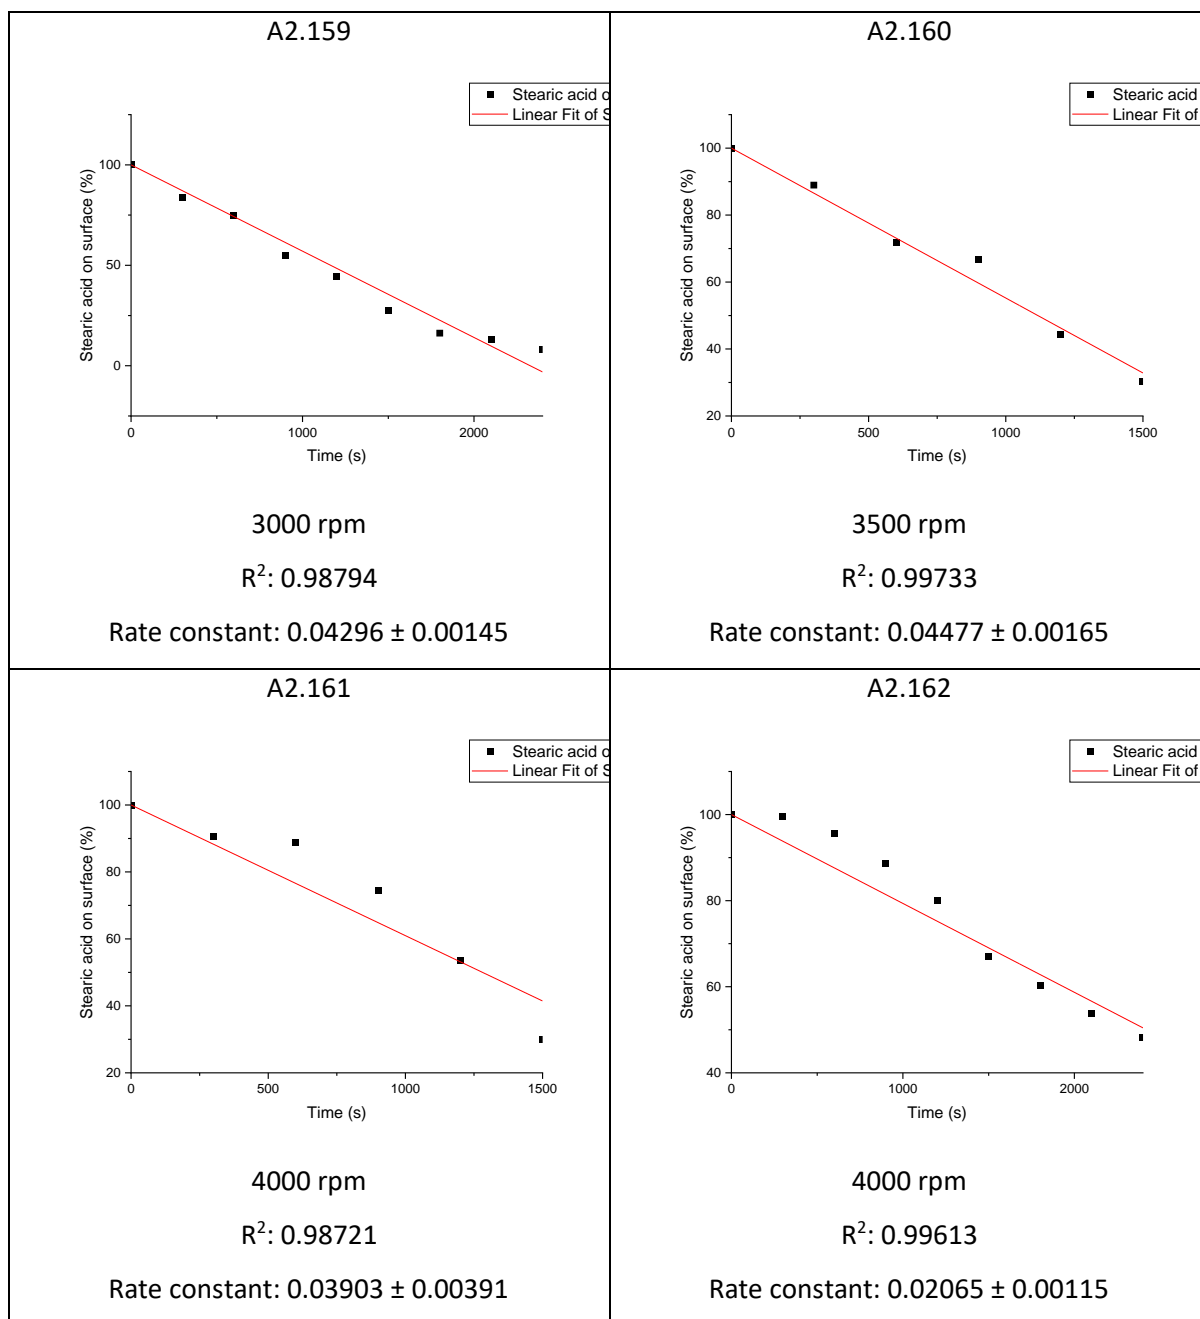 A2.159
Stearic acid o
Linear Fit of S
Stearic acid on surface (%)
100
50
0
0
1000
2000
Time (s)
3000 rpm
R²: 0.98794
Rate constant: 0.04296 ± 0.00145
A2.160
Stearic acid
Linear Fit of
Stearic acid on surface (%)
100
80
60
40
20
0
500
1000
1500
Time (s)
3500 rpm
R²: 0.99733
Rate constant: 0.04477 ± 0.00165
A2.161
Stearic acid o
Linear Fit of S
Stearic acid on surface (%)
100
80
60
40
20
0
500
1000
1500
Time (s)
4000 rpm
R²: 0.98721
Rate constant: 0.03903 ± 0.00391
A2.162
Stearic acid
Linear Fit of
Stearic acid on surface (%)
100
80
60
40
0
1000
2000
Time (s)
4000 rpm
R²: 0.99613
Rate constant: 0.02065 ± 0.00115